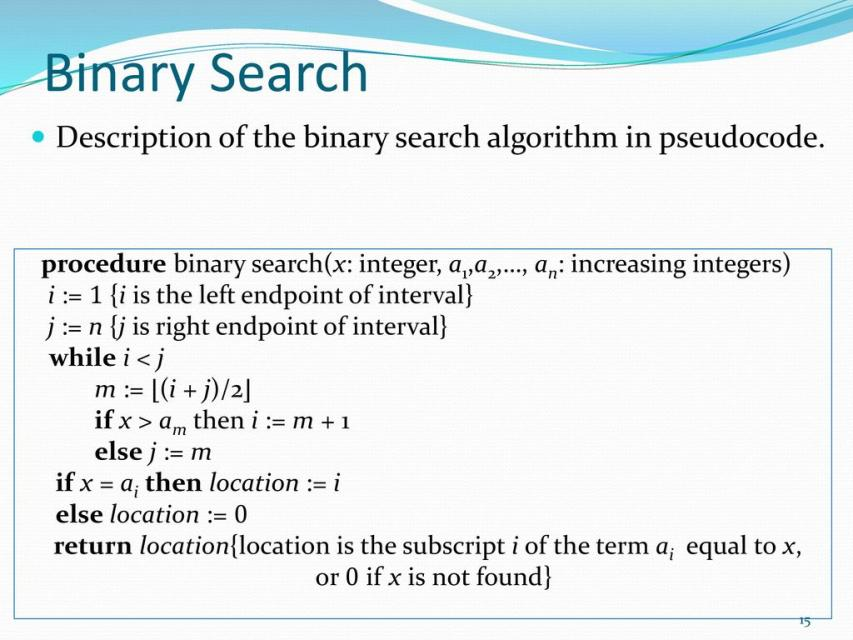 Binary Search
• Description of the binary search algorithm in pseudocode.
procedure binary search(x: integer, a₁,a₂,…, aₙ: increasing integers)
i := 1 {i is the left endpoint of interval}
j := n {j is right endpoint of interval}
while i < j
m := ⌊(i + j)/2⌋
if x > aₘ then i := m + 1
else j := m
if x = aᵢ then location := i
else location := 0
return location{location is the subscript i of the term aᵢ equal to x,
or 0 if x is not found}
15